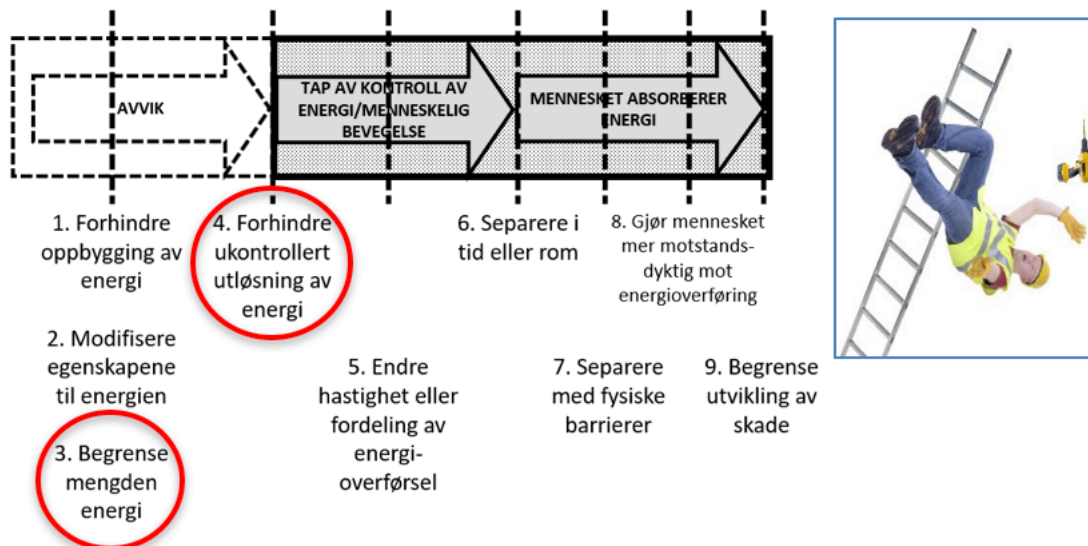 AVVIK
TAP AV KONTROLL AV
ENERGI/MENNESKELIG
BEVEGELSE
MENNESKET ABSORBERER
ENERGI
1. Forhindre
oppbygging av
energi
2. Modifisere
egenskapene
til energien
3. Begrense
mengden
energi
4. Forhindre
ukontrollert
utløsning av
energi
5. Endre
hastighet eller
fordeling av
energi-
overførsel
6. Separere i
tid eller rom
7. Separere
med fysiske
barrierer
8. Gjør mennesket
mer motstands-
dyktig mot
energioverføring
9. Begrense
utvikling av
skade